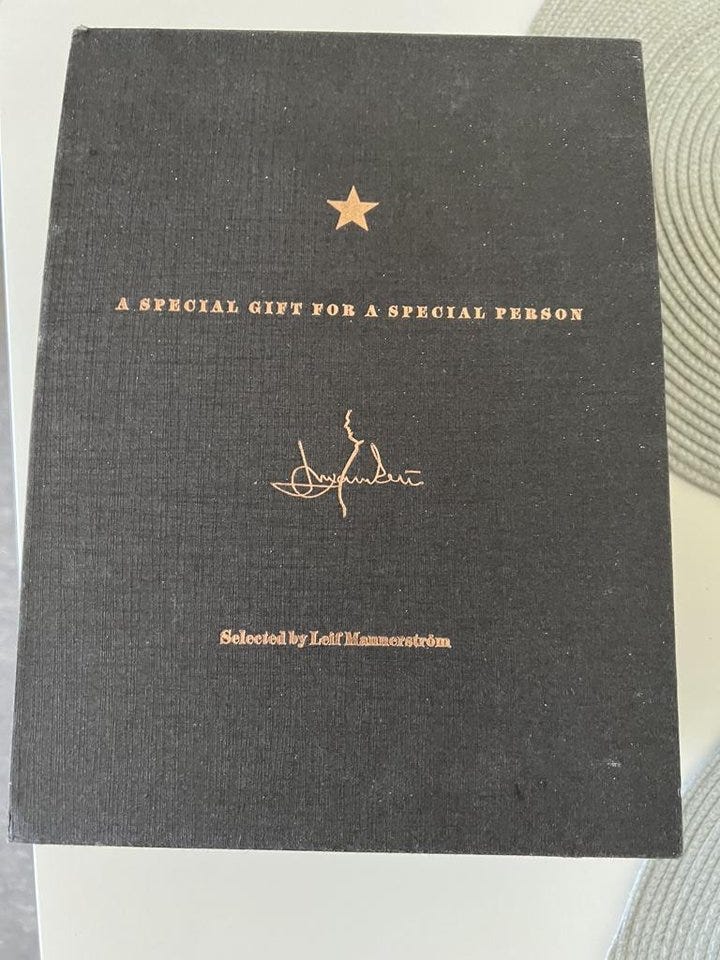 A SPECIAL GIFT FOR A SPECIAL PERSON
Selected by Leif Mannerström